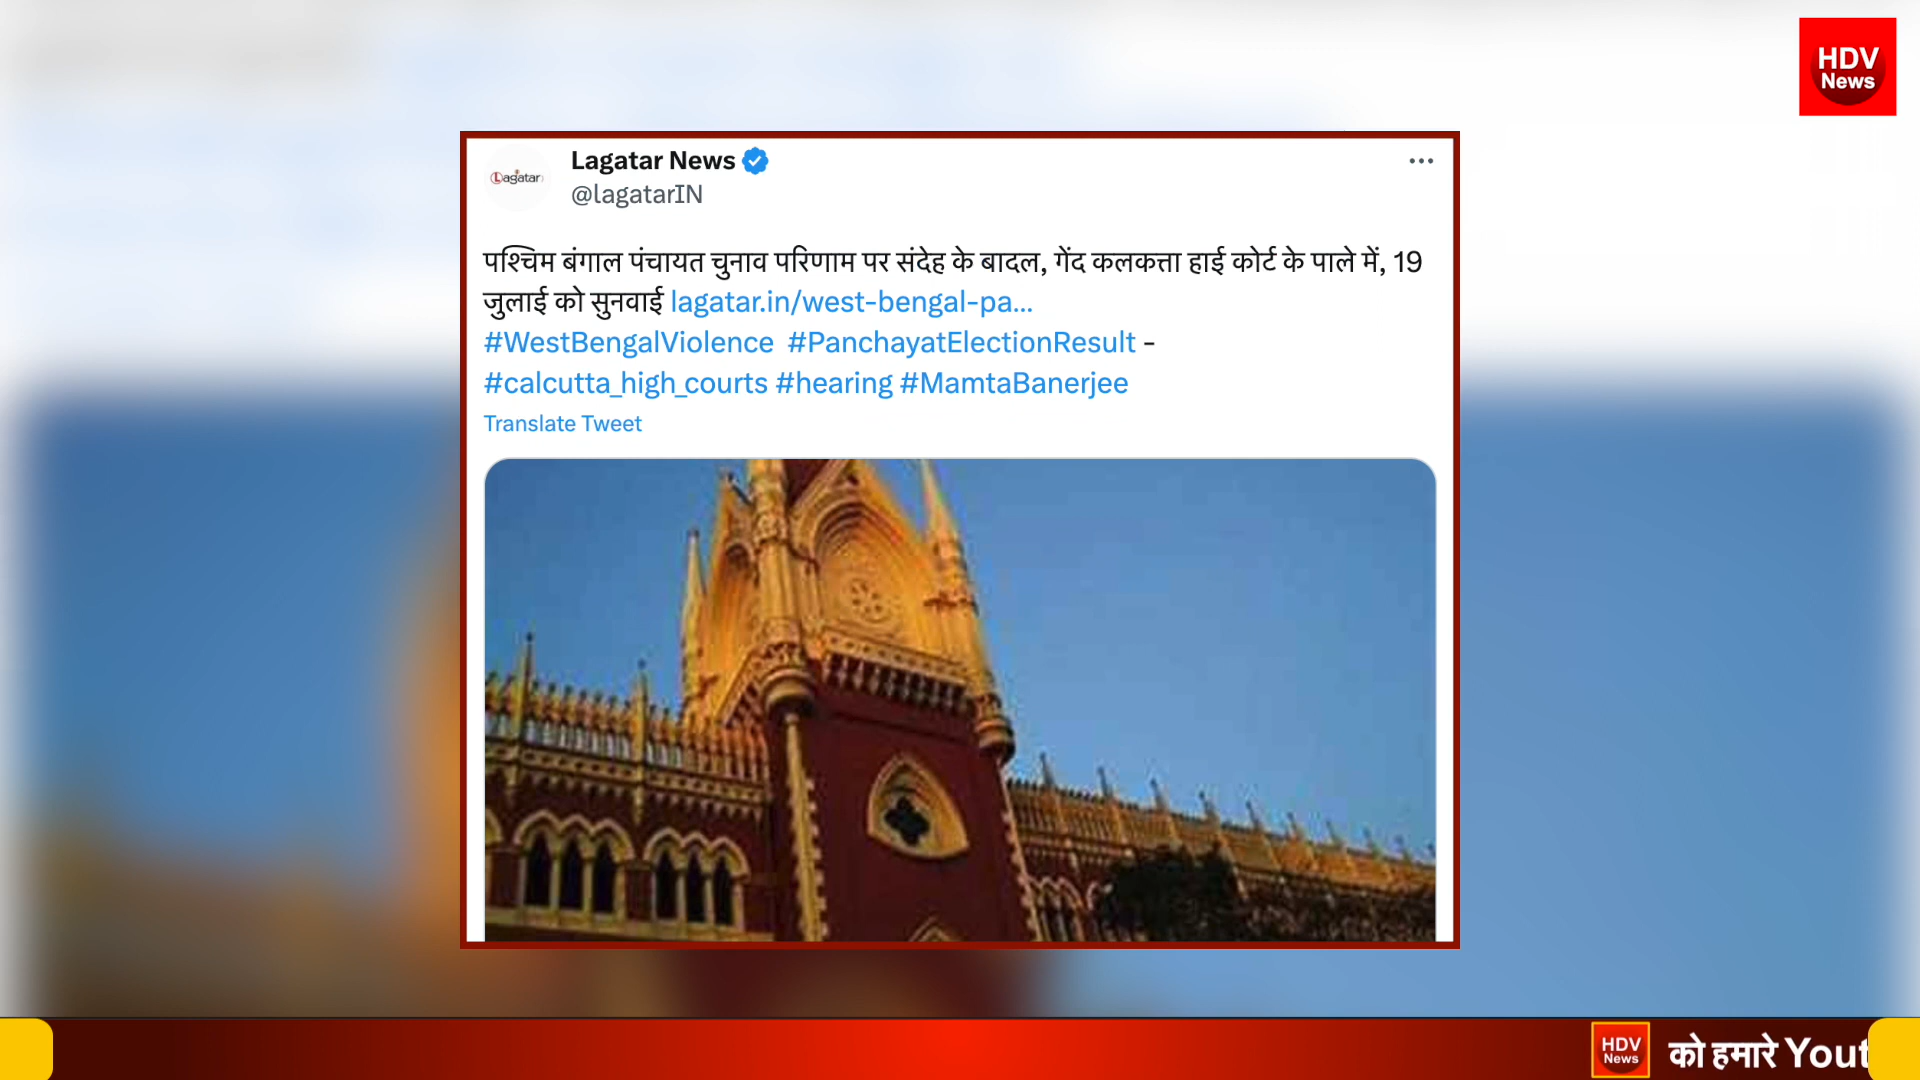 HDV
News
Lagatar
Lagatar News
@lagatarIN
पश्चिम बंगाल पंचायत चुनाव परिणाम पर संदेह के बादल, गेंद कलकत्ता हाई कोर्ट के पाले में, 19
जुलाई को सुनवाई lagatar.in/west-bengal-pa...
#WestBengalViolence #PanchayatElectionResult -
#calcutta_high_courts #hearing #MamtaBanerjee
Translate Tweet
HDV
News
को हमारे Yout